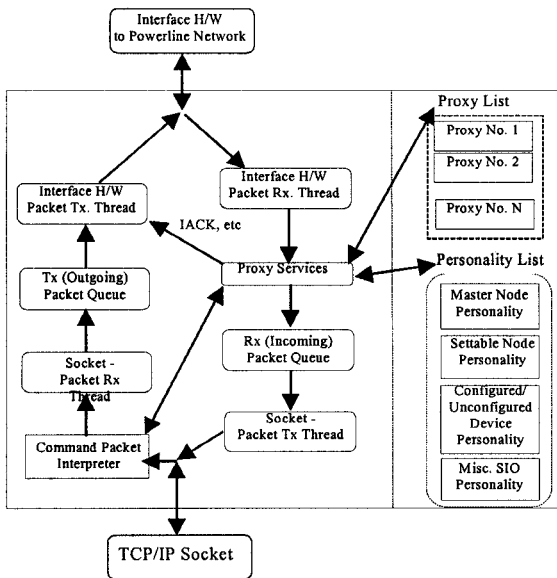 Interface H/W
to Powerline Network
Proxy List
Proxy No. 1
Proxy No. 2
Proxy No. N
Interface H/W
Packet Tx. Thread
Interface H/W
Packet Rx. Thread
IACK, etc
Proxy Services
Personality List
Tx (Outgoing)
Packet Queue
Master Node
Personality
Rx (Incoming)
Packet Queue
Settable Node
Personality
Socket -
Packet Rx
Thread
Configured/
Unconfigured
Device
Personality
Socket -
Packet Tx Thread
Command Packet
Interpreter
Misc. SIO
Personality
TCP/IP Socket